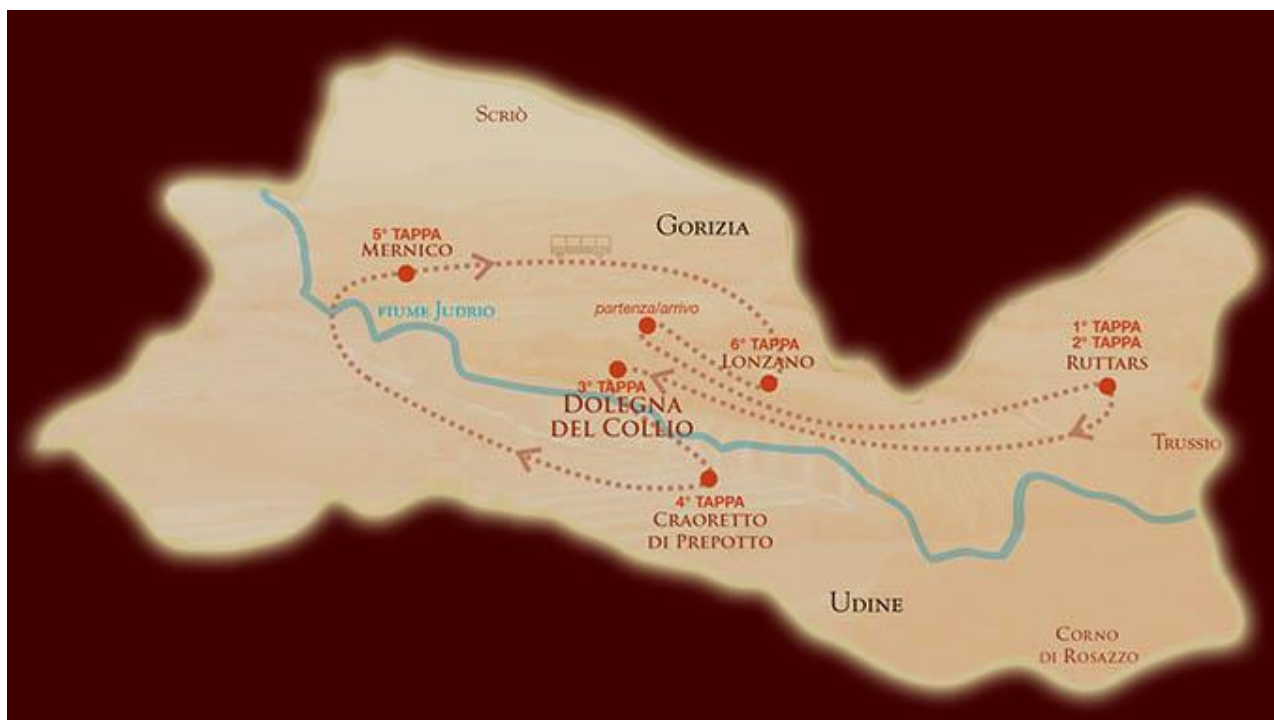 Scriò
Gorizia
5° TAPPA
Mernico
fiume Judrio
partenza/arrivo
6° TAPPA
Lonzano
1° TAPPA
2° TAPPA
Ruttars
3° TAPPA
Dolegna
del Collio
Trussio
4° TAPPA
Craoretto
di Prepotto
Udine
Corno
di Rosazzo